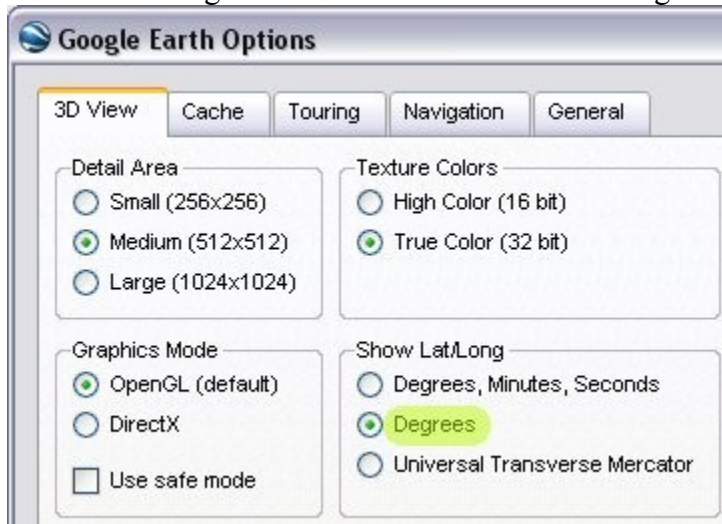 Google Earth Options
3D View Cache Touring Navigation General
Detail Area
Small (256x256)
Medium (512x512)
Large (1024x1024)
Texture Colors
High Color (16 bit)
True Color (32 bit)
Graphics Mode
OpenGL (default)
DirectX
Use safe mode
Show Lat/Long
Degrees, Minutes, Seconds
Degrees
Universal Transverse Mercator